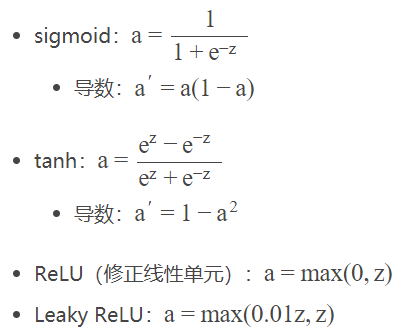 • sigmoid：a = \frac{1}{1 + e^{-z}}
• 导数：a′ = a(1 − a)
• tanh：a = \frac{e^z − e^{-z}}{e^z + e^{-z}}
• 导数：a′ = 1 − a^2
• ReLU（修正线性单元）：a = max(0, z)
• Leaky ReLU：a = max(0.01z, z)